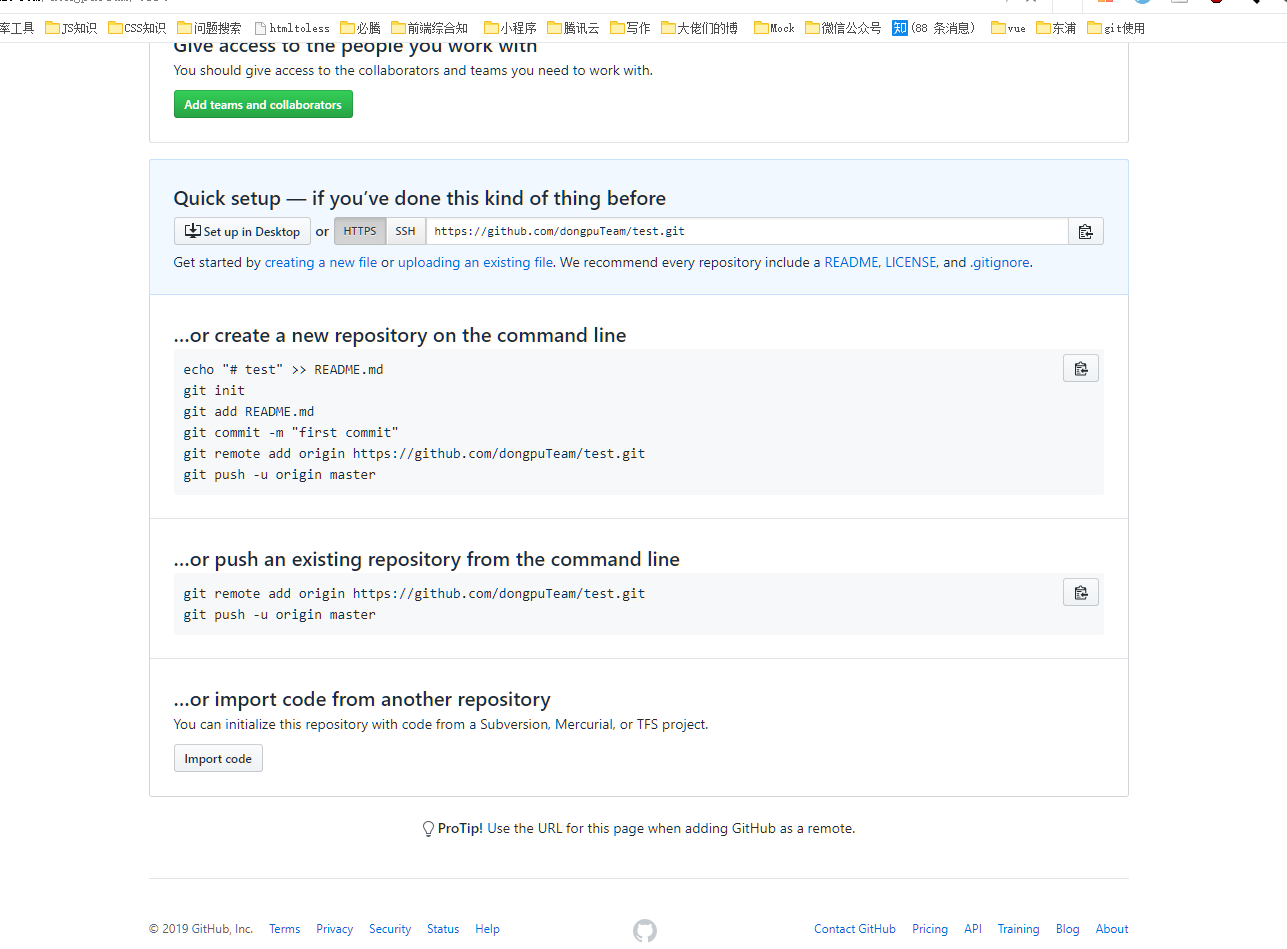 率工具 JS知识 CSS知识 问题搜索 htmltoless 必腾 前端综合知 小程序 腾讯云 写作 大佬们的博 Mock 微信公众号 知 (88 条消息) vue 东浦 git使用
Give access to the people you work with
You should give access to the collaborators and teams you need to work with.
Add teams and collaborators
Quick setup — if you’ve done this kind of thing before
Set up in Desktop or HTTPS SSH https://github.com/dongpuTeam/test.git
Get started by creating a new file or uploading an existing file. We recommend every repository include a README, LICENSE, and .gitignore.
…or create a new repository on the command line
echo "# test" >> README.md
git init
git add README.md
git commit -m "first commit"
git remote add origin https://github.com/dongpuTeam/test.git
git push -u origin master
…or push an existing repository from the command line
git remote add origin https://github.com/dongpuTeam/test.git
git push -u origin master
…or import code from another repository
You can initialize this repository with code from a Subversion, Mercurial, or TFS project.
Import code
ProTip! Use the URL for this page when adding GitHub as a remote.
© 2019 GitHub, Inc. Terms Privacy Security Status Help Contact GitHub Pricing API Training Blog About